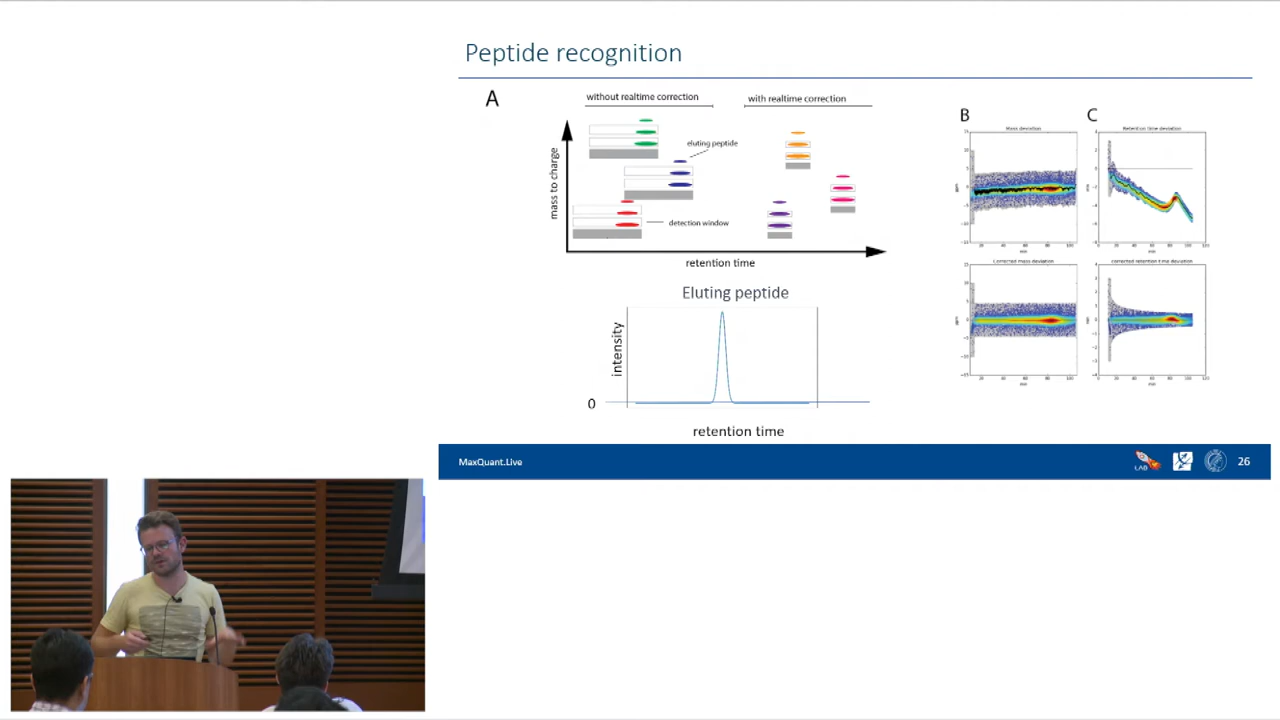 Peptide recognition
A
without realtime correction
with realtime correction
mass to charge
eluting peptide
detection window
retention time
Eluting peptide
intensity
0
retention time
B
Mass deviation
C
Retention time deviation
Corrected mass deviation
corrected retention time deviation
MaxQuant.Live
LAB
26